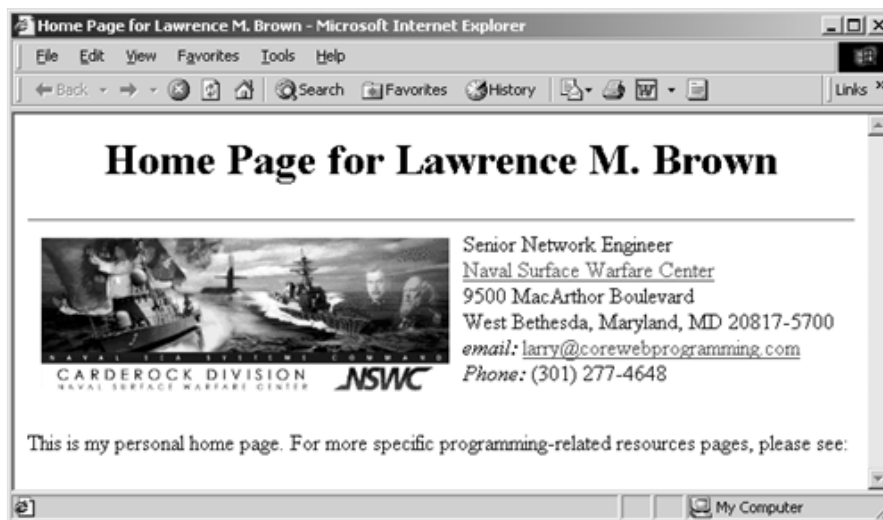 Home Page for Lawrence M. Brown - Microsoft Internet Explorer
File Edit View Favorites Tools Help
Back Search Favorites History Links »
Home Page for Lawrence M. Brown
Senior Network Engineer
Naval Surface Warfare Center
9500 MacArthor Boulevard
West Bethesda, Maryland, MD 20817-5700
email: larry@corewebprogramming.com
Phone: (301) 277-4648
NAVAL SEA SYSTEMS COMMAND
CARDEROCK DIVISION NSWC
NAVAL SURFACE WARFARE CENTER
This is my personal home page. For more specific programming-related resources pages, please see:
My Computer